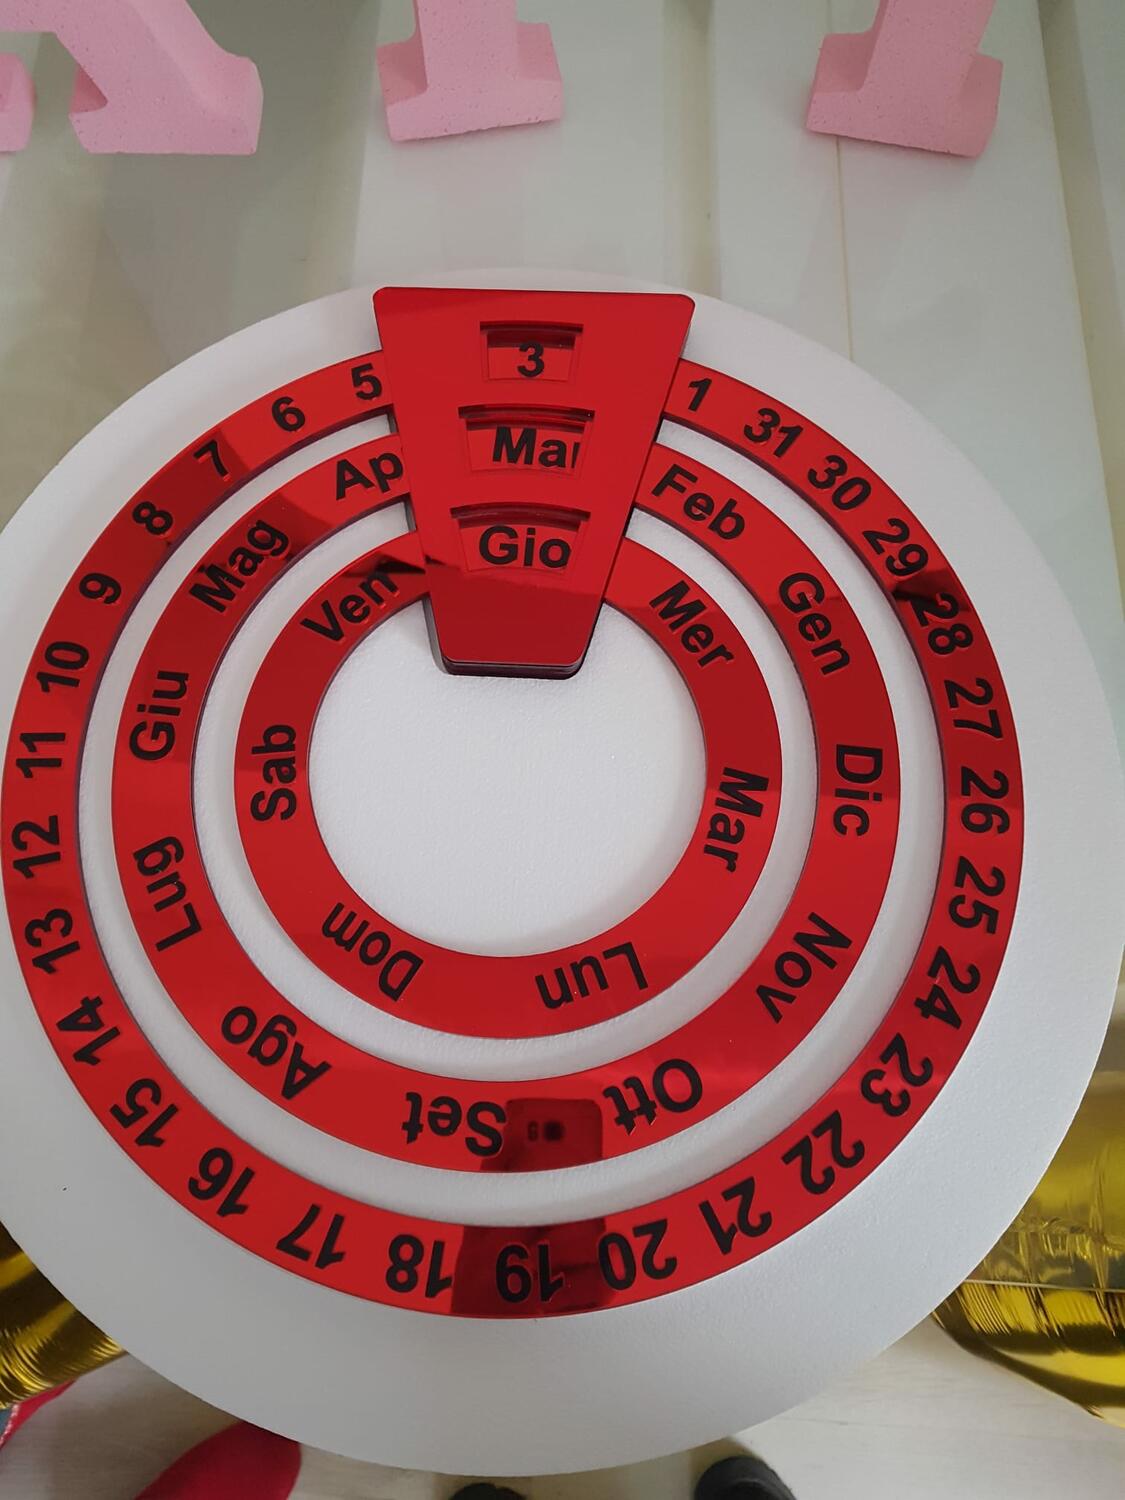 3
Mar
Gio
1
31
30
29
28
27
26
25
24
23
22
21
20
19
18
17
16
15
14
13
12
11
10
9
8
7
6
5
Feb
Gen
Dic
Nov
Ott
Set
Ago
Lug
Giu
Mag
Ap
Mer
Mar
Lun
Dom
Sab
Ven